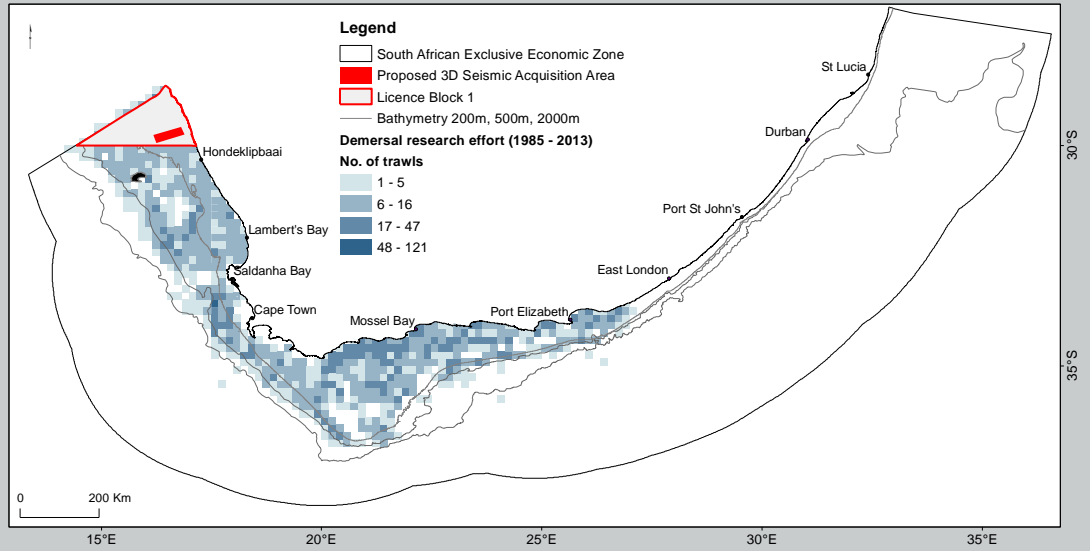 Legend
South African Exclusive Economic Zone
Proposed 3D Seismic Acquisition Area
Licence Block 1
Bathymetry 200m, 500m, 2000m
Demersal research effort (1985 - 2013)
No. of trawls
1 - 5
6 - 16
17 - 47
48 - 121
St Lucia
Durban
Port St John's
East London
Port Elizabeth
Mossel Bay
Cape Town
Saldanha Bay
Lambert's Bay
Hondeklipbaai
30°S
35°S
0 200 Km
15°E 20°E 25°E 30°E 35°E